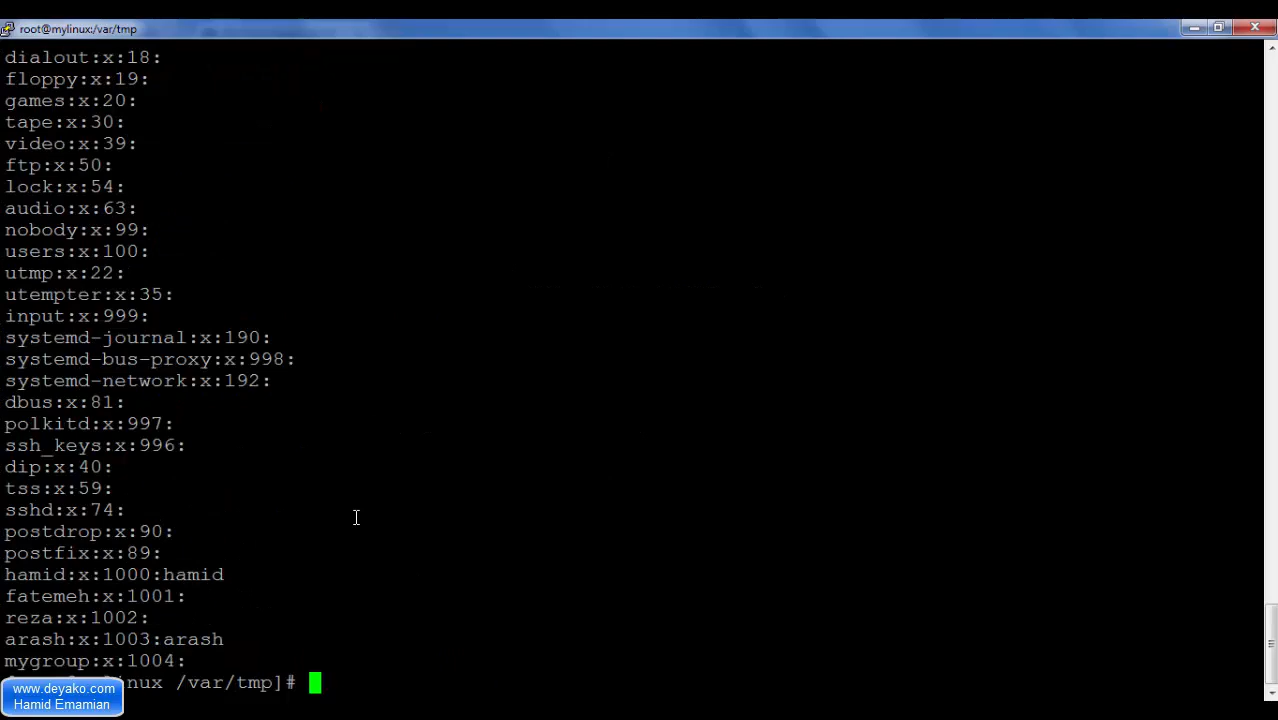 root@mylinux:/var/tmp
dialout:x:18:
floppy:x:19:
games:x:20:
tape:x:30:
video:x:39:
ftp:x:50:
lock:x:54:
audio:x:63:
nobody:x:99:
users:x:100:
utmp:x:22:
utempter:x:35:
input:x:999:
systemd-journal:x:190:
systemd-bus-proxy:x:998:
systemd-network:x:192:
dbus:x:81:
polkitd:x:997:
ssh_keys:x:996:
dip:x:40:
tss:x:59:
sshd:x:74:
postdrop:x:90:
postfix:x:89:
hamid:x:1000:hamid
fatemeh:x:1001:
reza:x:1002:
arash:x:1003:arash
mygroup:x:1004:
inux /var/tmp]#
www.deyako.com
Hamid Emamian